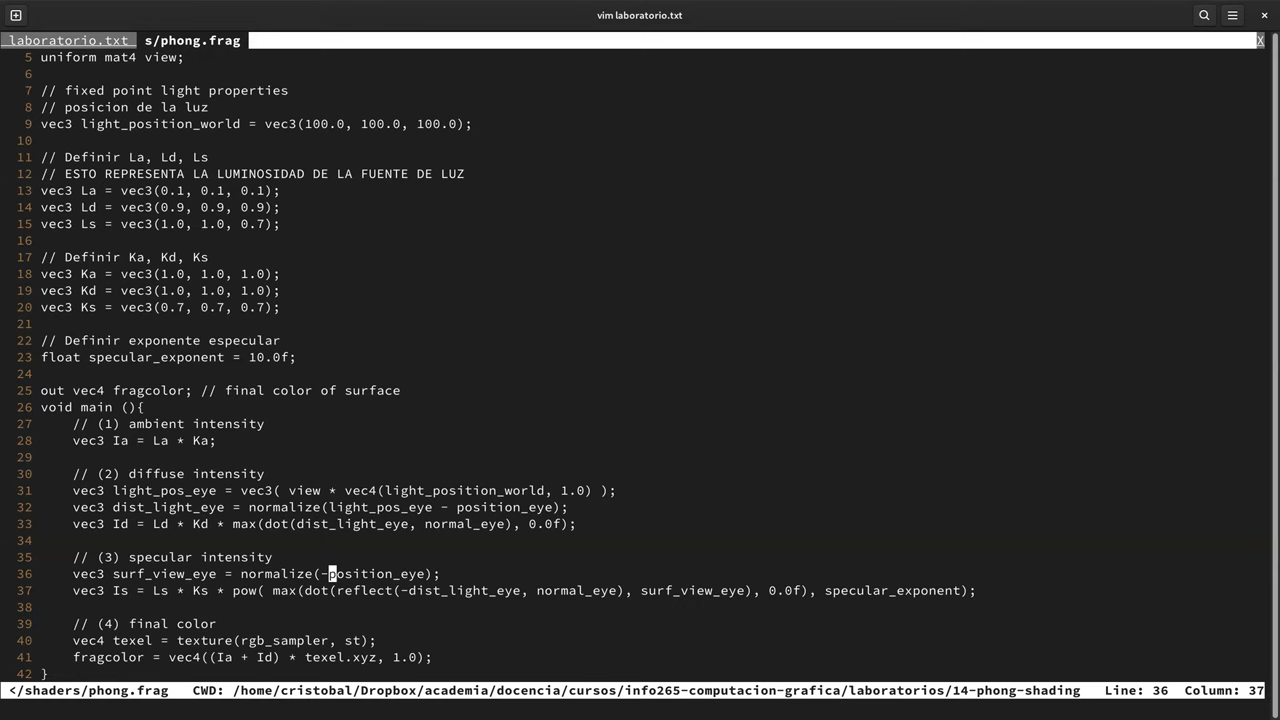 vim laboratorio.txt
laboratorio.txt s/phong.frag X
5 uniform mat4 view;
6
7 // fixed point light properties
8 // posicion de la luz
9 vec3 light_position_world = vec3(100.0, 100.0, 100.0);
10
11 // Definir La, Ld, Ls
12 // ESTO REPRESENTA LA LUMINOSIDAD DE LA FUENTE DE LUZ
13 vec3 La = vec3(0.1, 0.1, 0.1);
14 vec3 Ld = vec3(0.9, 0.9, 0.9);
15 vec3 Ls = vec3(1.0, 1.0, 0.7);
16
17 // Definir Ka, Kd, Ks
18 vec3 Ka = vec3(1.0, 1.0, 1.0);
19 vec3 Kd = vec3(1.0, 1.0, 1.0);
20 vec3 Ks = vec3(0.7, 0.7, 0.7);
21
22 // Definir exponente especular
23 float specular_exponent = 10.0f;
24
25 out vec4 fragcolor; // final color of surface
26 void main (){
27     // (1) ambient intensity
28     vec3 Ia = La * Ka;
29
30     // (2) diffuse intensity
31     vec3 light_pos_eye = vec3( view * vec4(light_position_world, 1.0) );
32     vec3 dist_light_eye = normalize(light_pos_eye - position_eye);
33     vec3 Id = Ld * Kd * max(dot(dist_light_eye, normal_eye), 0.0f);
34
35     // (3) specular intensity
36     vec3 surf_view_eye = normalize(-position_eye);
37     vec3 Is = Ls * Ks * pow( max(dot(reflect(-dist_light_eye, normal_eye), surf_view_eye), 0.0f), specular_exponent);
38
39     // (4) final color
40     vec4 texel = texture(rgb_sampler, st);
41     fragcolor = vec4((Ia + Id) * texel.xyz, 1.0);
42 }
</shaders/phong.frag   CWD: /home/cristobal/Dropbox/academia/docencia/cursos/info265-computacion-grafica/laboratorios/14-phong-shading   Line: 36  Column: 37